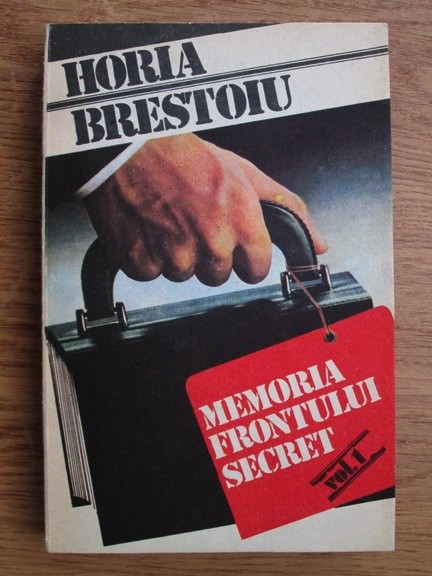 HORIA
BRESTOIU
MEMORIA
FRONTULUI
SECRET
vol. 1